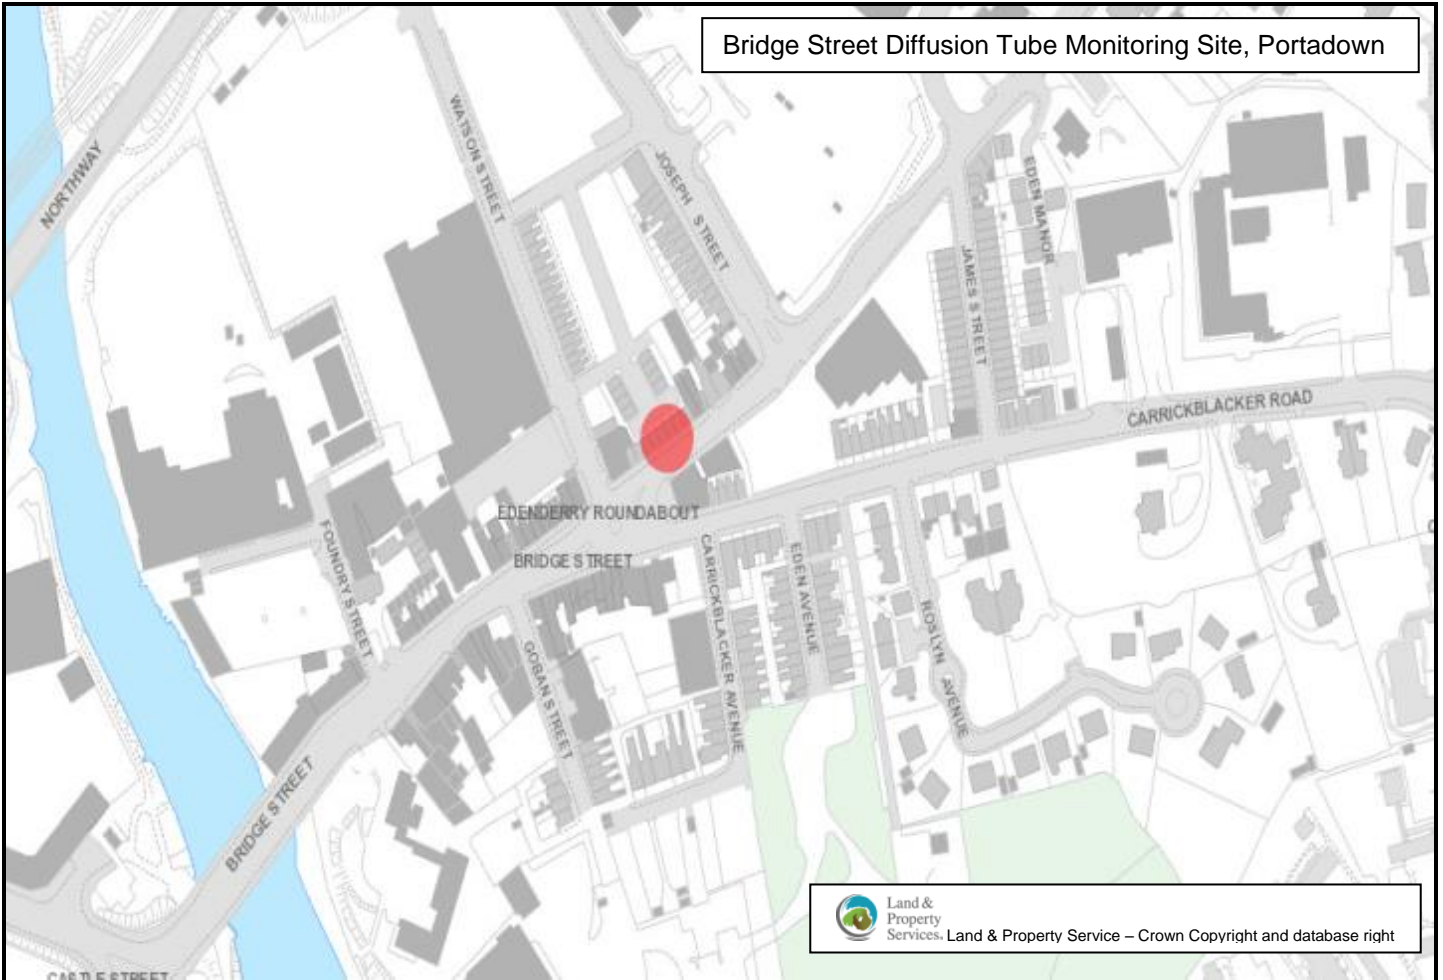 Bridge Street Diffusion Tube Monitoring Site, Portadown
NORTHWAY
WATSON STREET
JOSEPH STREET
EDEN MANOR
JAMES STREET
CARRICKBLACKER ROAD
EDENDERRY ROUNDABOUT
BRIDGE STREET
FOUNDRY STREET
GOBAN STREET
CARRICKBLACKER AVENUE
EDEN AVENUE
ROSLYN AVENUE
BRIDGE STREET
CASTLE STREET
Land &
Property
Services. Land & Property Service – Crown Copyright and database right